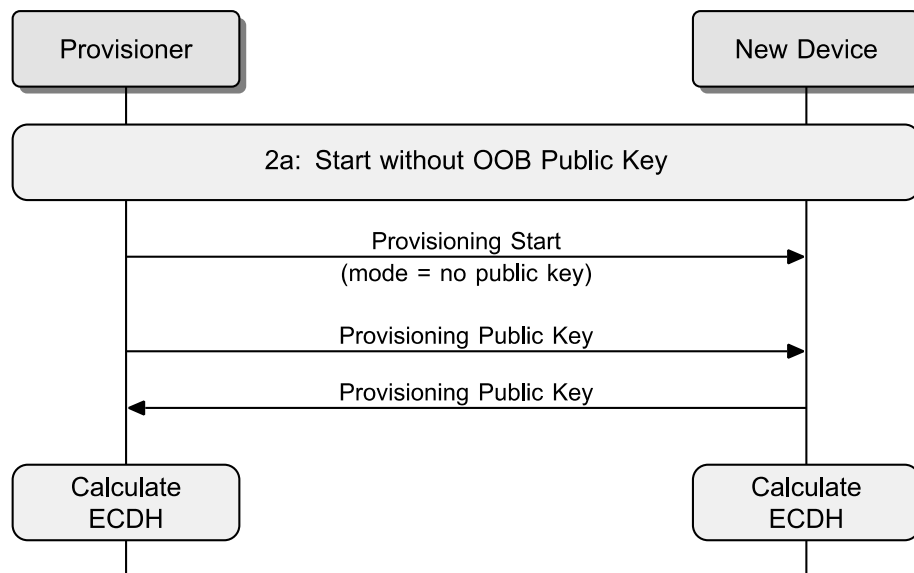 Provisioner
New Device
2a: Start without OOB Public Key
Provisioning Start
(mode = no public key)
Provisioning Public Key
Provisioning Public Key
Calculate
ECDH
Calculate
ECDH